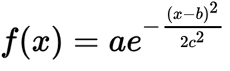 f(x) = ae^{-\frac{(x-b)^2}{2c^2}}